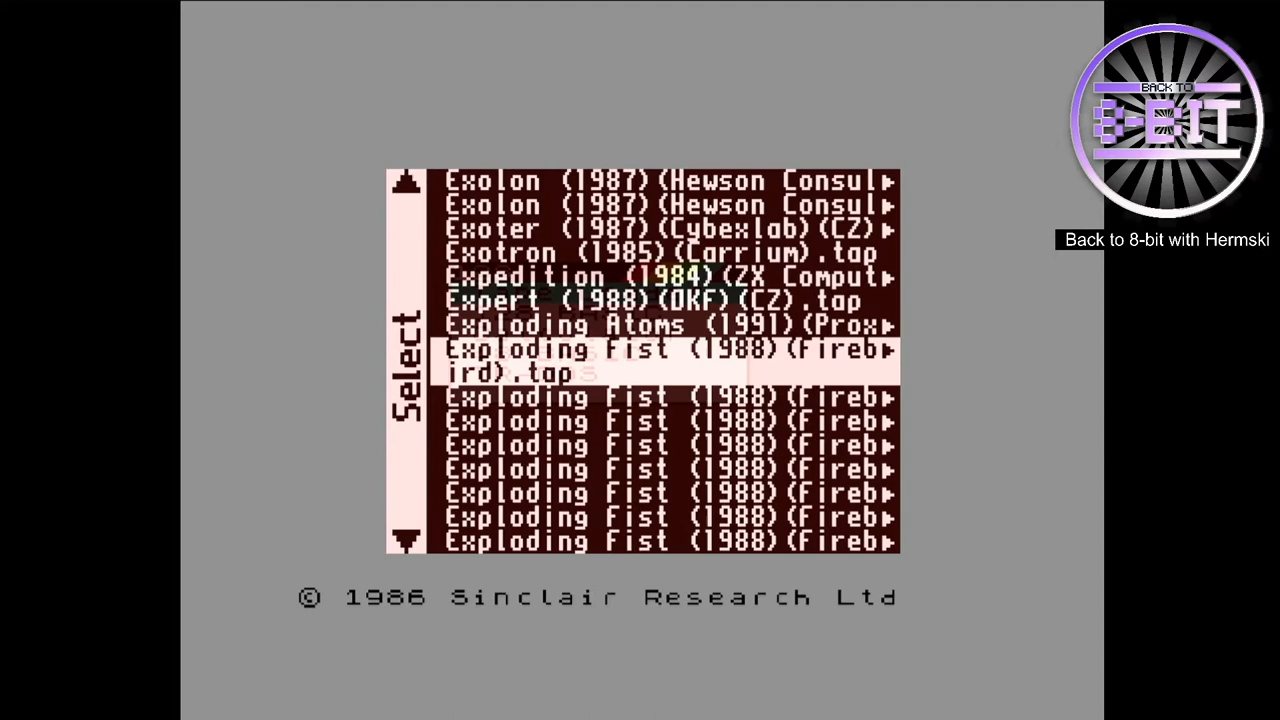 BACK TO
8-BIT
Back to 8-bit with Hermski
Select
Exolon (1987)(Hewson Consul
Exolon (1987)(Hewson Consul
Exoter (1987)(Cybexlab)(CZ)
Exotron (1985)(Carrium).tap
Expedition (1984)(ZX Comput
Expert (1988)(OKF)(CZ).tap
Exploding Atoms (1991)(Prox
Exploding Fist (1988)(Fireb
ird).tap
Exploding Fist (1988)(Fireb
Exploding Fist (1988)(Fireb
Exploding Fist (1988)(Fireb
Exploding Fist (1988)(Fireb
Exploding Fist (1988)(Fireb
Exploding Fist (1988)(Fireb
Exploding Fist (1988)(Fireb
© 1986 Sinclair Research Ltd